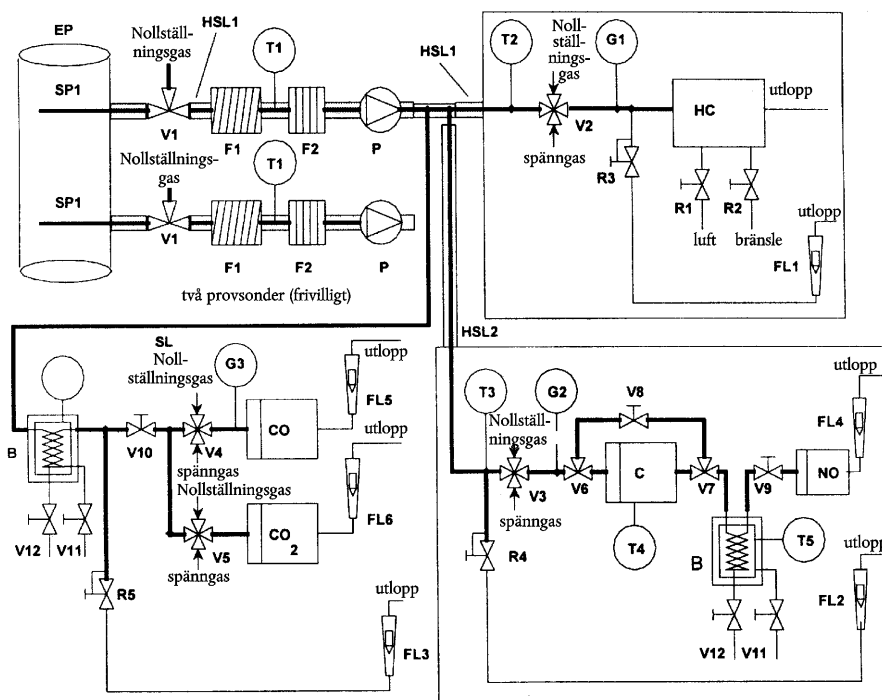 EP
Nollställ-
ningsgas
HSL1
T1
SP1
V1
F1
F2
P
Nollställnings-
gas
T1
SP1
V1
F1
F2
P
två provsonder (frivilligt)
HSL1
T2
Noll-
ställ-
nings-
gas
G1
V2
spänngas
HC
utlopp
R3
R1
R2
luft
bränsle
utlopp
FL1
HSL2
SL
Noll-
ställningsgas
G3
utlopp
FL5
CO
B
V10
V4
spänngas
Nollställningsgas
utlopp
FL6
CO
2
V5
spänngas
V12
V11
R5
utlopp
FL3
T3
Nollställ-
ningsgas
G2
V8
utlopp
FL4
V3
spänngas
V6
C
V7
V9
NO
T4
R4
B
T5
utlopp
FL2
V12
V11